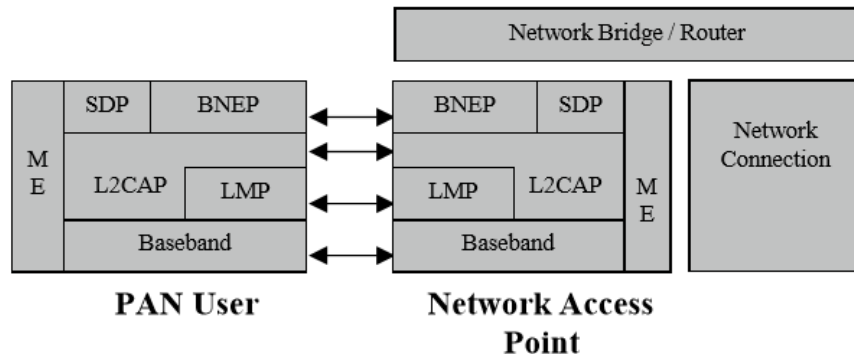 Network Bridge / Router
SDP BNEP
M
E
L2CAP LMP
Baseband
PAN User
BNEP SDP
LMP L2CAP
M
E
Baseband
Network Access
Point
Network
Connection